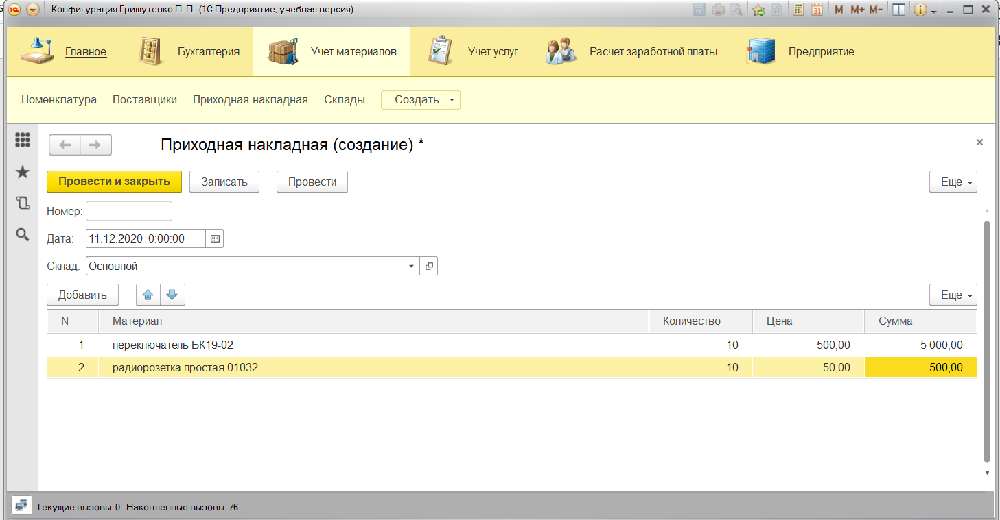 Конфигурация Гришутенко П. П. (1С:Предприятие, учебная версия)
31 M M+ M-
Главное Бухгалтерия Учет материалов Учет услуг Расчет заработной платы Предприятие
Номенклатура Поставщики Приходная накладная Склады Создать
Приходная накладная (создание) *
Провести и закрыть Записать Провести Еще
Номер:
Дата: 11.12.2020 0:00:00
Склад: Основной
Добавить Еще
N Материал Количество Цена Сумма
1 переключатель БК19-02 10 500,00 5 000,00
2 радиорозетка простая 01032 10 50,00 500,00
Текущие вызовы: 0 Накопленные вызовы: 76